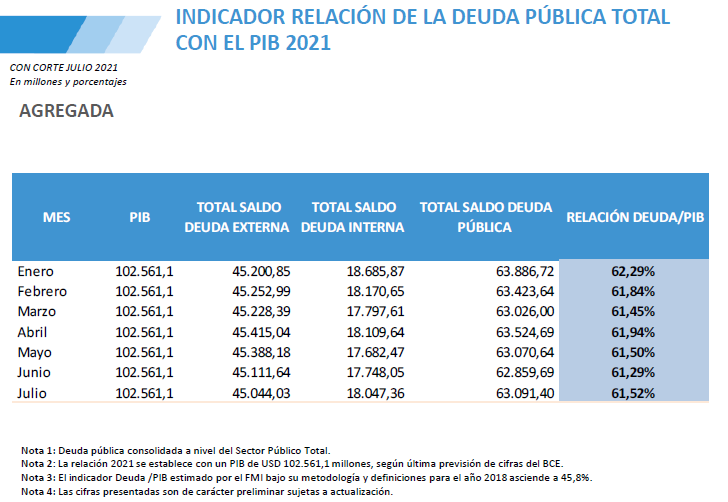 INDICADOR RELACIÓN DE LA DEUDA PÚBLICA TOTAL
CON EL PIB 2021
CON CORTE JULIO 2021
En millones y porcentajes
AGREGADA
MES PIB TOTAL SALDO DEUDA EXTERNA TOTAL SALDO DEUDA INTERNA TOTAL SALDO DEUDA PÚBLICA RELACIÓN DEUDA/PIB
Enero 102.561,1 45.200,85 18.685,87 63.886,72 62,29%
Febrero 102.561,1 45.252,99 18.170,65 63.423,64 61,84%
Marzo 102.561,1 45.228,39 17.797,61 63.026,00 61,45%
Abril 102.561,1 45.415,04 18.109,64 63.524,69 61,94%
Mayo 102.561,1 45.388,18 17.682,47 63.070,64 61,50%
Junio 102.561,1 45.111,64 17.748,05 62.859,69 61,29%
Julio 102.561,1 45.044,03 18.047,36 63.091,40 61,52%
Nota 1: Deuda pública consolidada a nivel del Sector Público Total.
Nota 2: La relación 2021 se establece con un PIB de USD 102.561,1 millones, según última previsión de cifras del BCE.
Nota 3: El indicador Deuda /PIB estimado por el FMI bajo su metodología y definiciones para el año 2018 asciende a 45,8%.
Nota 4: Las cifras presentadas son de carácter preliminar sujetas a actualización.